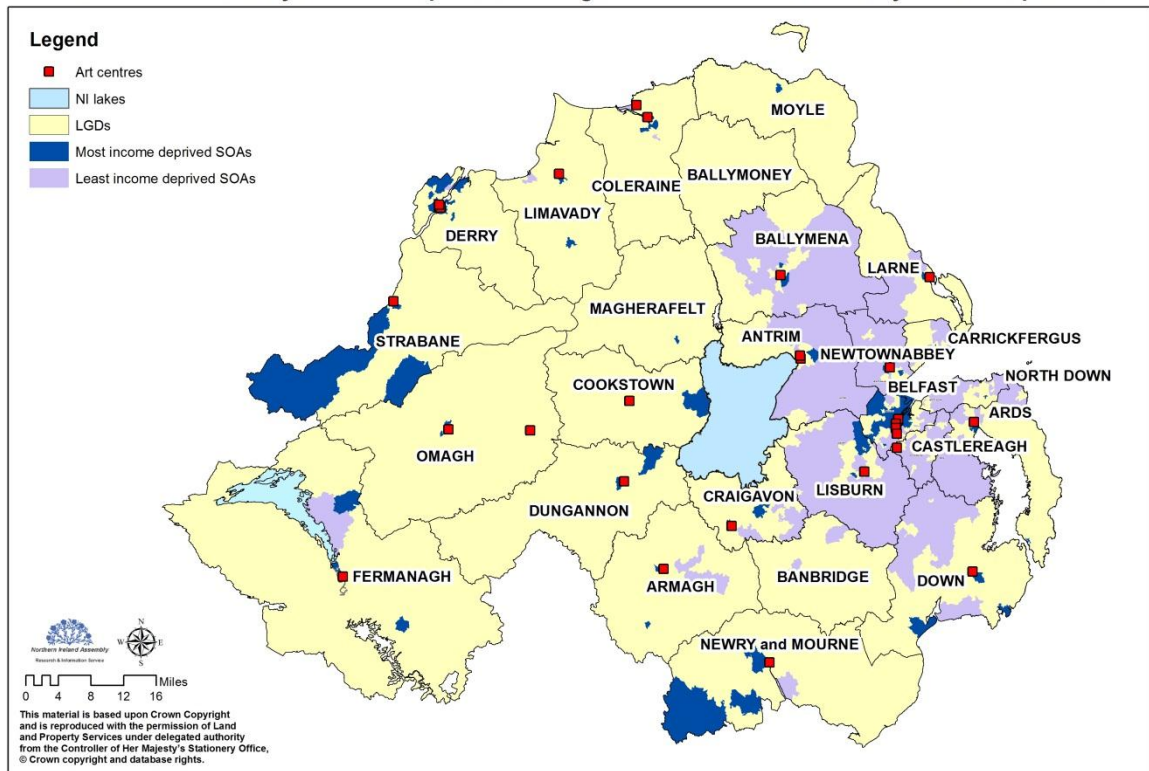 Legend
Art centres
NI lakes
LGDs
Most income deprived SOAs
Least income deprived SOAs
MOYLE
COLERAINE
BALLYMONEY
LIMAVADY
DERRY
BALLYMENA
LARNE
MAGHERAFELT
STRABANE
ANTRIM
CARRICKFERGUS
NEWTOWNABBEY
NORTH DOWN
COOKSTOWN
BELFAST
ARDS
OMAGH
CASTLEREAGH
CRAIGAVON
LISBURN
DUNGANNON
FERMANAGH
ARMAGH
BANBRIDGE
DOWN
NEWRY and MOURNE
N
W E
S
Northern Ireland Assembly
Research & Information Service
0 4 8 12 16 Miles
This material is based upon Crown Copyright
and is reproduced with the permission of Land
and Property Services under delegated authority
from the Controller of Her Majesty's Stationery Office,
© Crown copyright and database rights.